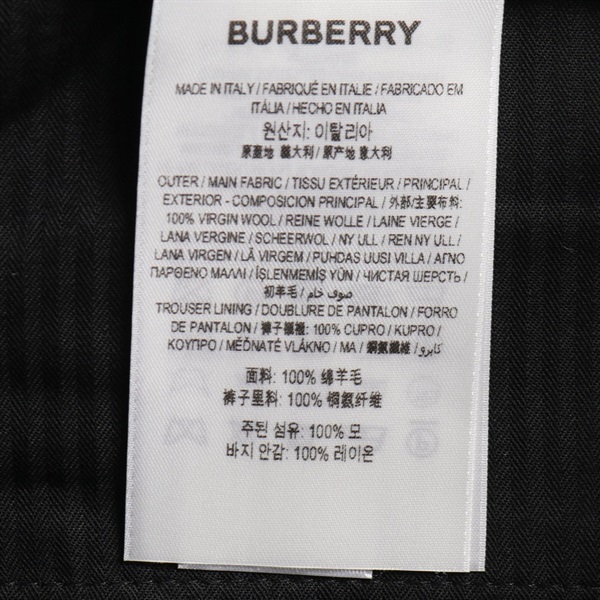 BURBERRY
MADE IN ITALY / FABRIQUÉ EN ITALIE / FABRICADO EM
ITÁLIA / HECHO EN ITALIA
원산지: 이탈리아
原產地 義大利 / 原产地 意大利
OUTER / MAIN FABRIC / TISSU EXTÉRIEUR / PRINCIPAL /
EXTERIOR - COMPOSICION PRINCIPAL / 外部/主要布料:
100% VIRGIN WOOL / REINE WOLLE / LAINE VIERGE /
LANA VERGINE / SCHEERWOL / NY ULL / REN NY ULL /
LANA VIRGEN / LÃ VIRGEM / PUHDAS UUSI VILLA / ΑΓΝΟ
ΠΑΡΘΕΝΟ ΜΑΛΛΙ / İŞLENMEMİŞ YÜN / ЧИСТАЯ ШЕРСТЬ /
初羊毛 / صوف خام /
TROUSER LINING / DOUBLURE DE PANTALON / FORRO
DE PANTALON / 褲子襯裡: 100% CUPRO / KUPRO /
ΚΟΥΠΡΟ / MĚĎNATÉ VLÁKNO / MA / 銅氨纖維 / كابرو /
面料: 100% 绵羊毛
裤子里料: 100% 铜氨纤维
주된 섬유: 100% 모
바지 안감: 100% 레이온